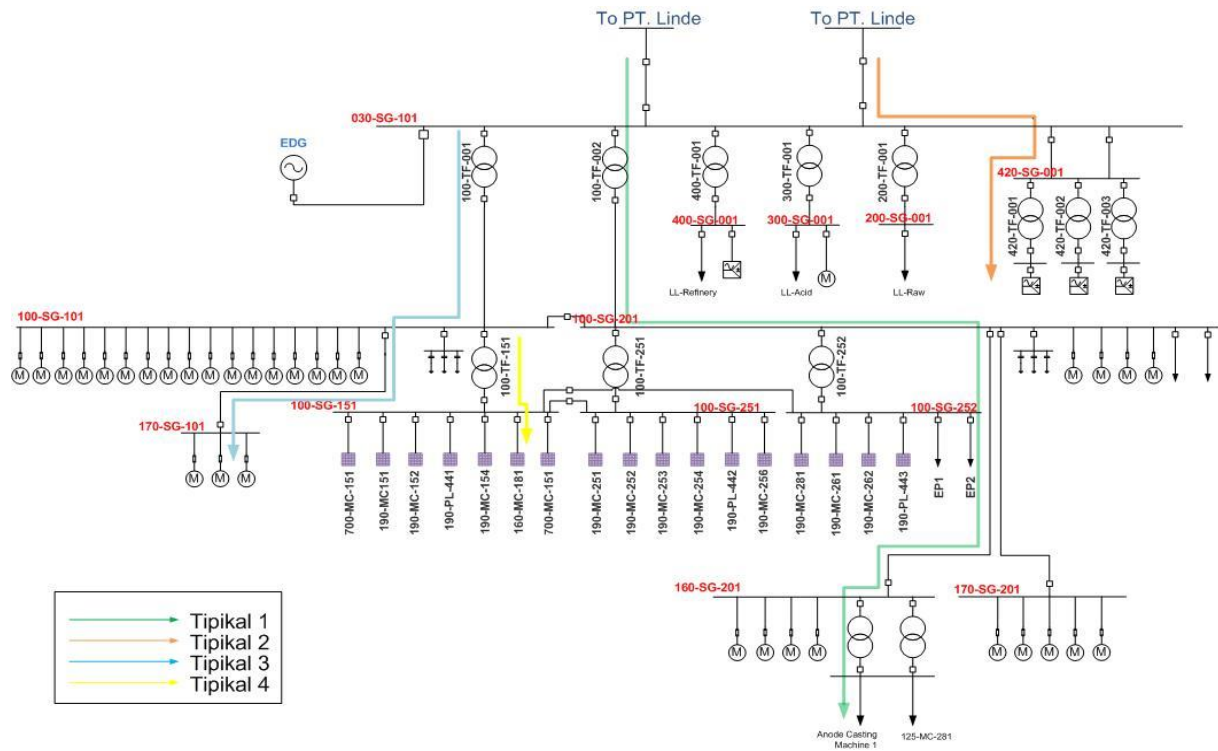 To PT. Linde
To PT. Linde
030-SG-101
EDG
100-TF-001
100-TF-002
400-TF-001
300-TF-001
200-TF-001
420-SG-001
420-TF-001
420-TF-002
420-TF-003
400-SG-001
300-SG-001
200-SG-001
M
LL-Refinery
LL-Acid
LL-Raw
100-SG-101
100-SG-201
100-TF-151
100-TF-251
100-TF-252
M M M M M M M M M M M M M M M M M
M M M M
100-SG-151
100-SG-251
100-SG-252
170-SG-101
M M M
700-MC-151
190-MC151
190-MC-152
190-PL-441
190-MC-154
160-MC-181
700-MC-151
190-MC-251
190-MC-252
190-MC-253
190-MC-254
190-PL-442
190-MC-256
190-MC-281
190-MC-261
190-MC-262
190-PL-443
EP1
EP2
160-SG-201
170-SG-201
M M M M
M M M M M
Tipikal 1
Tipikal 2
Tipikal 3
Tipikal 4
Anode Casting
Machine 1
125-MC-281